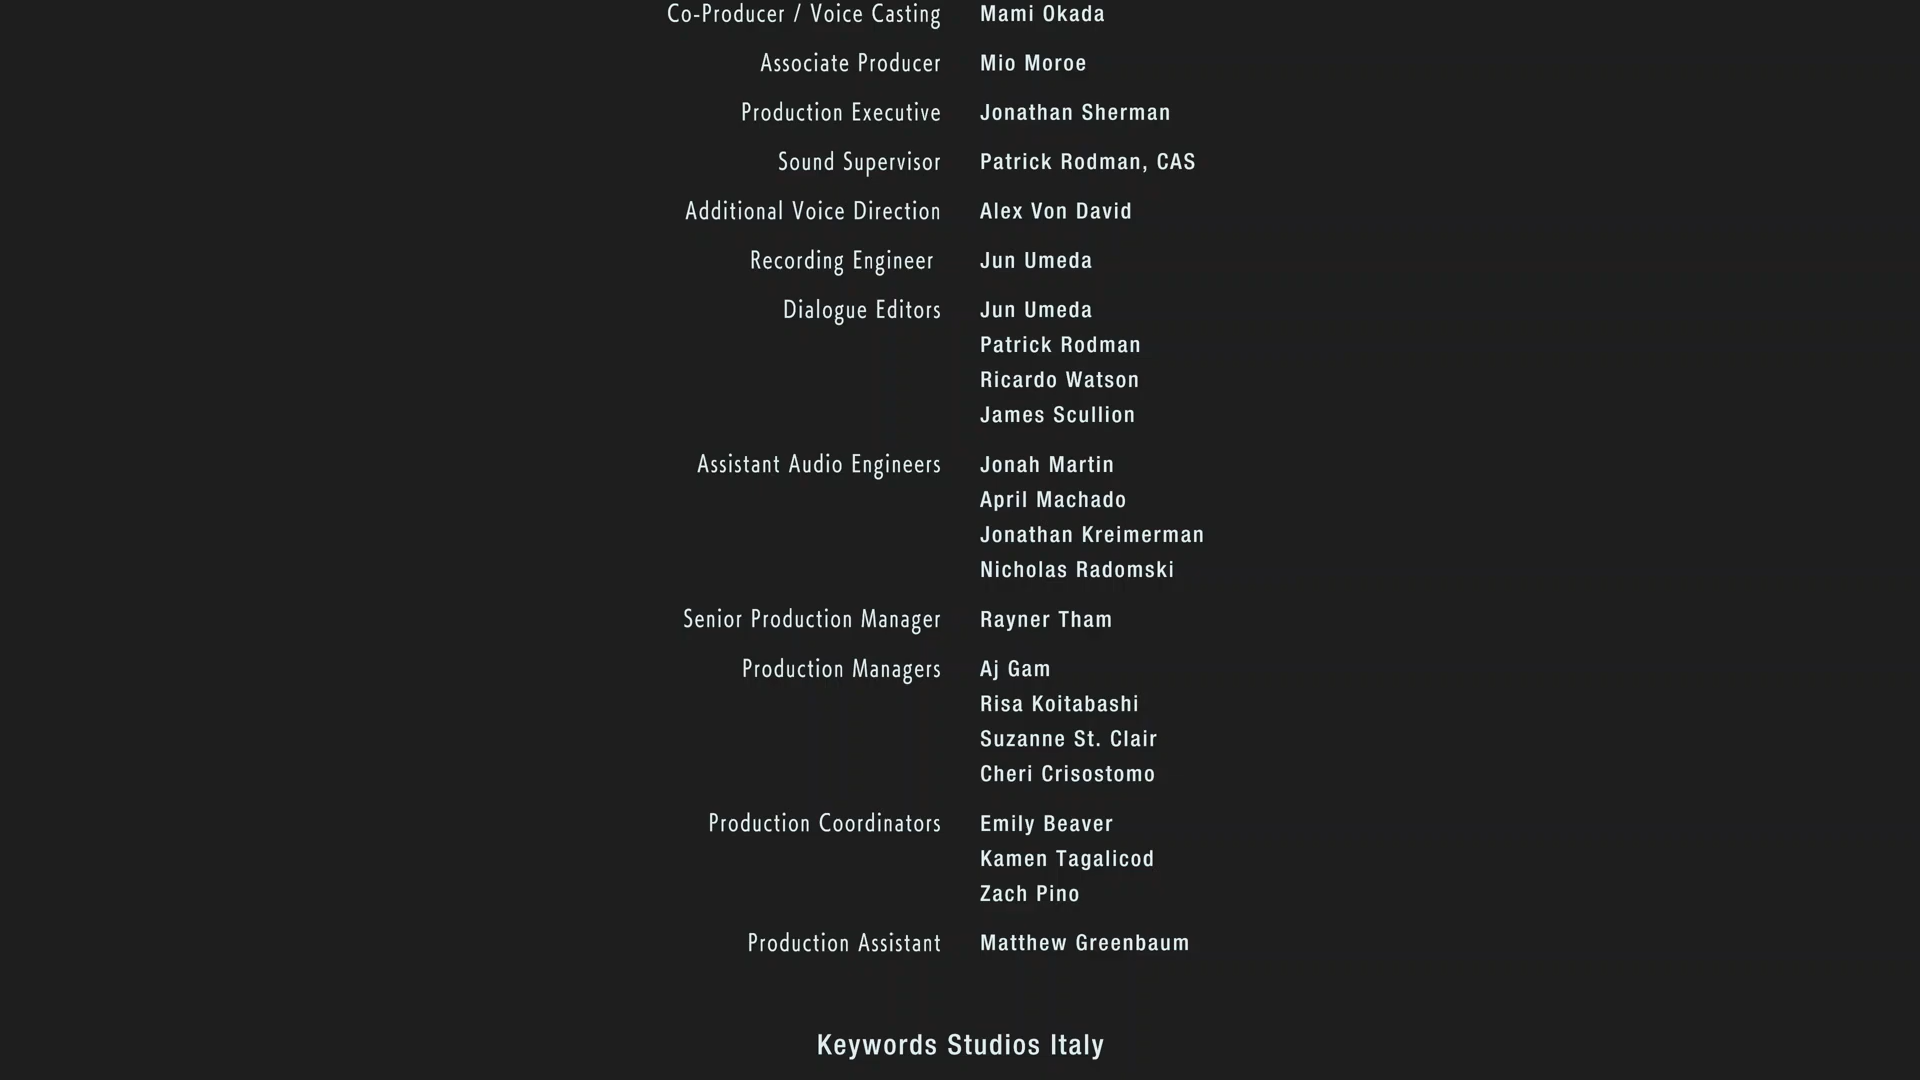 Co-Producer / Voice Casting Mami Okada
Associate Producer Mio Moroe
Production Executive Jonathan Sherman
Sound Supervisor Patrick Rodman, CAS
Additional Voice Direction Alex Von David
Recording Engineer Jun Umeda
Dialogue Editors Jun Umeda
Patrick Rodman
Ricardo Watson
James Scullion
Assistant Audio Engineers Jonah Martin
April Machado
Jonathan Kreimerman
Nicholas Radomski
Senior Production Manager Rayner Tham
Production Managers Aj Gam
Risa Koitabashi
Suzanne St. Clair
Cheri Crisostomo
Production Coordinators Emily Beaver
Kamen Tagalicod
Zach Pino
Production Assistant Matthew Greenbaum
Keywords Studios Italy